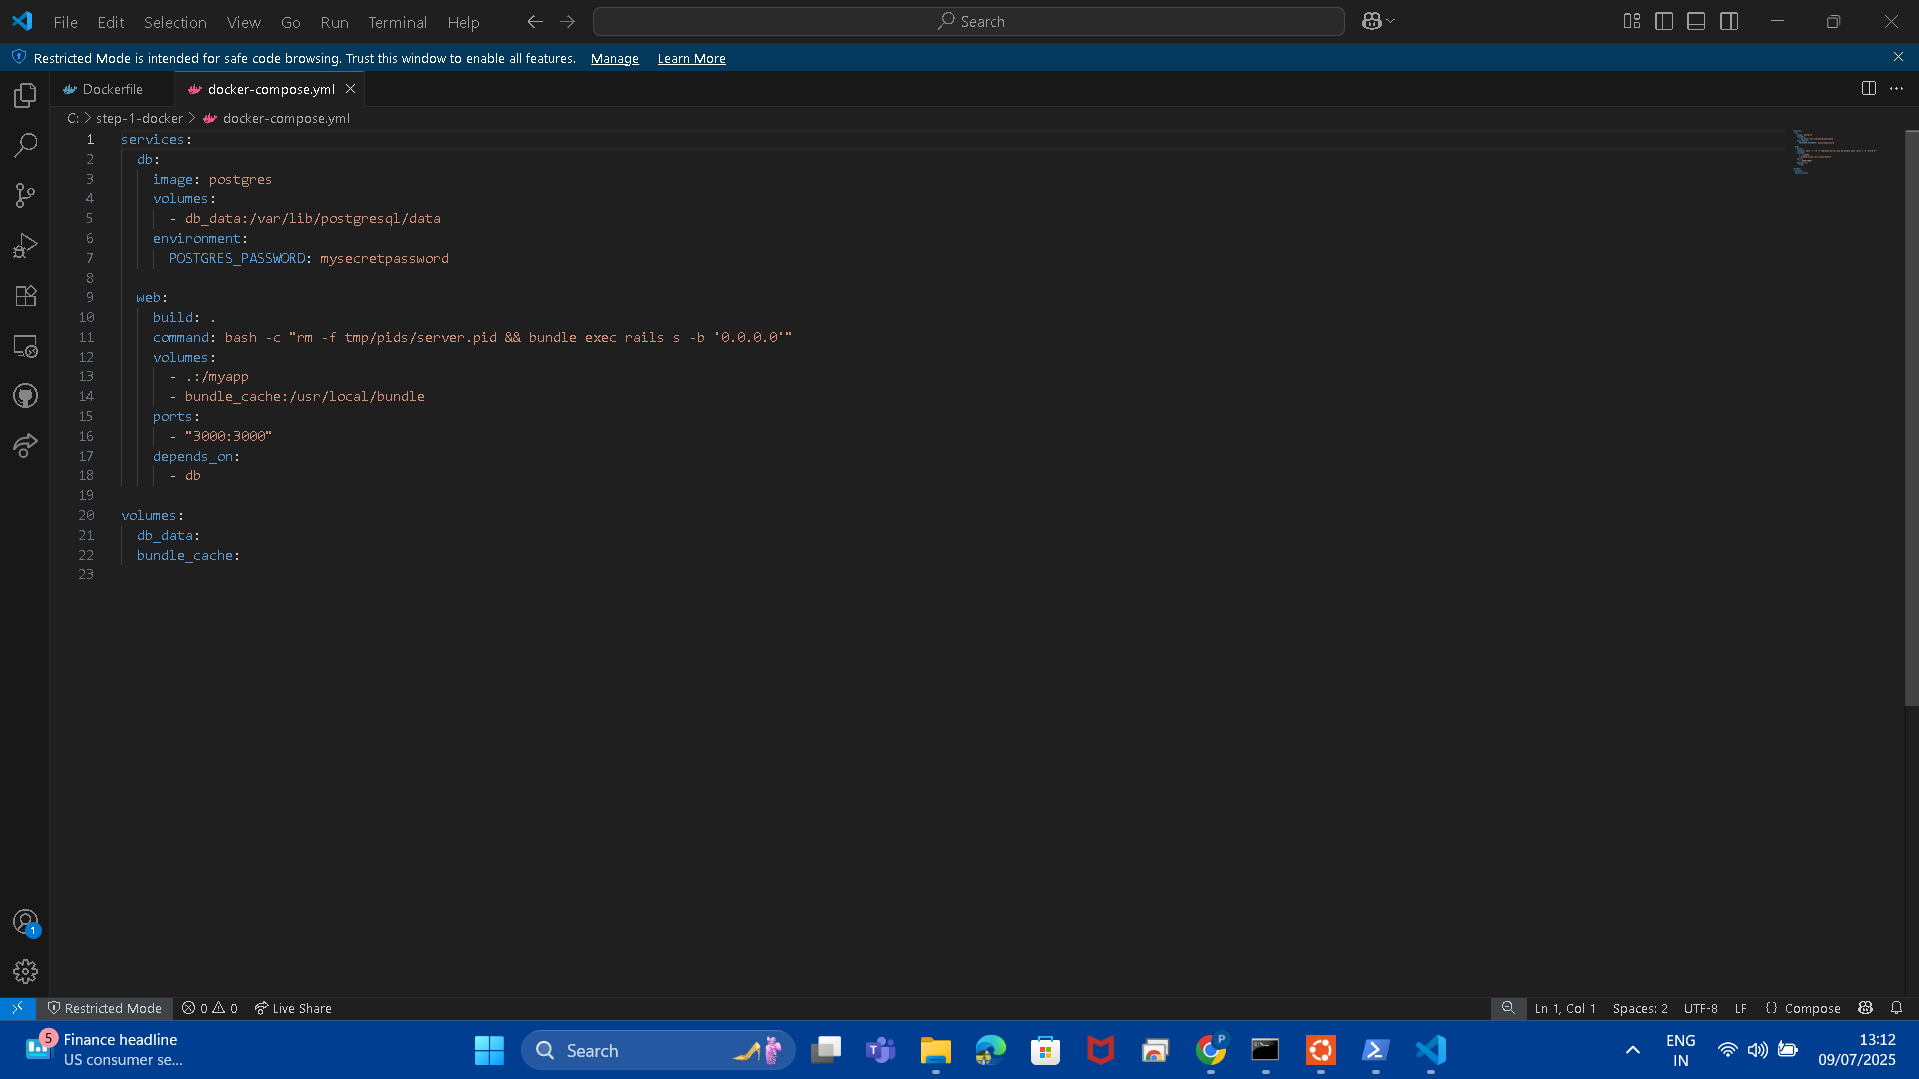 File Edit Selection View Go Run Terminal Help
Search
Restricted Mode is intended for safe code browsing. Trust this window to enable all features. Manage Learn More
Dockerfile docker-compose.yml
C: > step-1-docker > docker-compose.yml
1 services:
2   db:
3     image: postgres
4     volumes:
5       - db_data:/var/lib/postgresql/data
6     environment:
7       POSTGRES_PASSWORD: mysecretpassword
8
9   web:
10     build: .
11     command: bash -c "rm -f tmp/pids/server.pid && bundle exec rails s -b '0.0.0.0'"
12     volumes:
13       - .:/myapp
14       - bundle_cache:/usr/local/bundle
15     ports:
16       - "3000:3000"
17     depends_on:
18       - db
19
20 volumes:
21   db_data:
22   bundle_cache:
23
1
Restricted Mode 0 0 Live Share Ln 1, Col 1 Spaces: 2 UTF-8 LF {} Compose
5 Finance headline
US consumer se...
Search
P
ENG
IN
13:12
09/07/2025